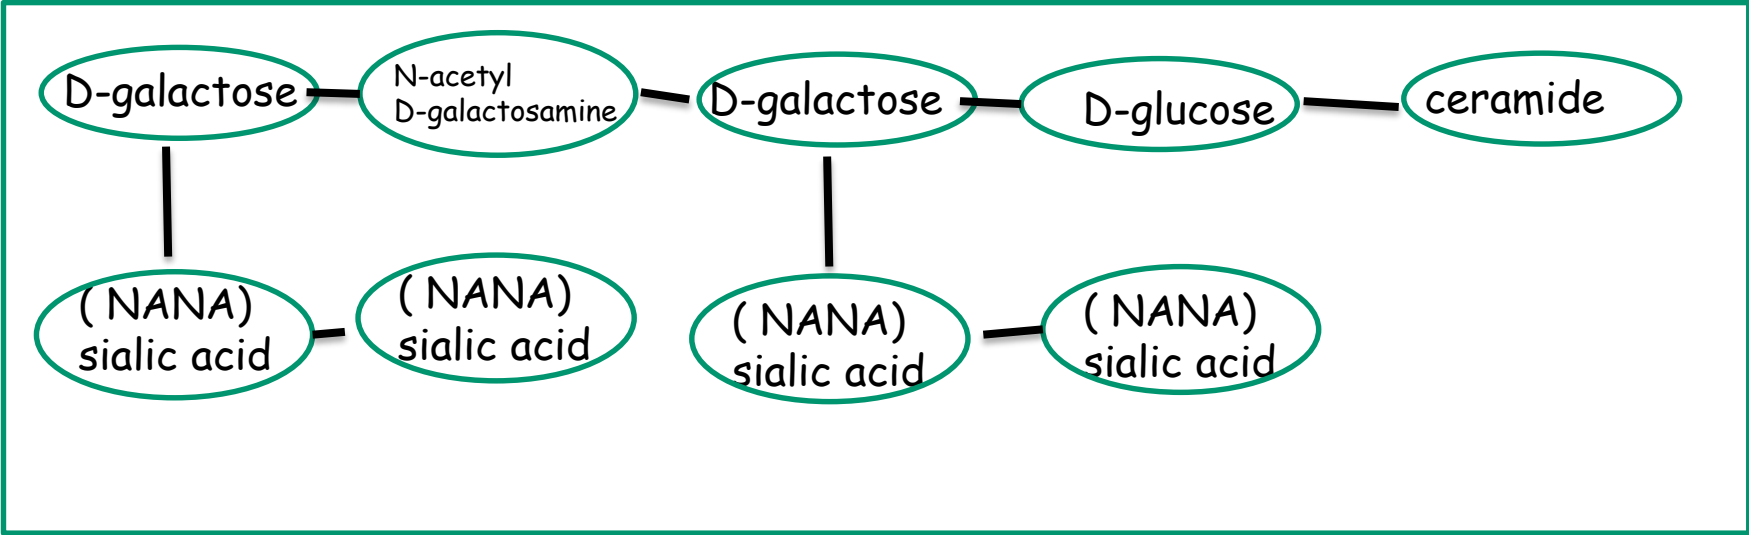 D-galactose
N-acetyl
D-galactosamine
D-galactose
D-glucose
ceramide
( NANA)
sialic acid
( NANA)
sialic acid
( NANA)
sialic acid
( NANA)
sialic acid